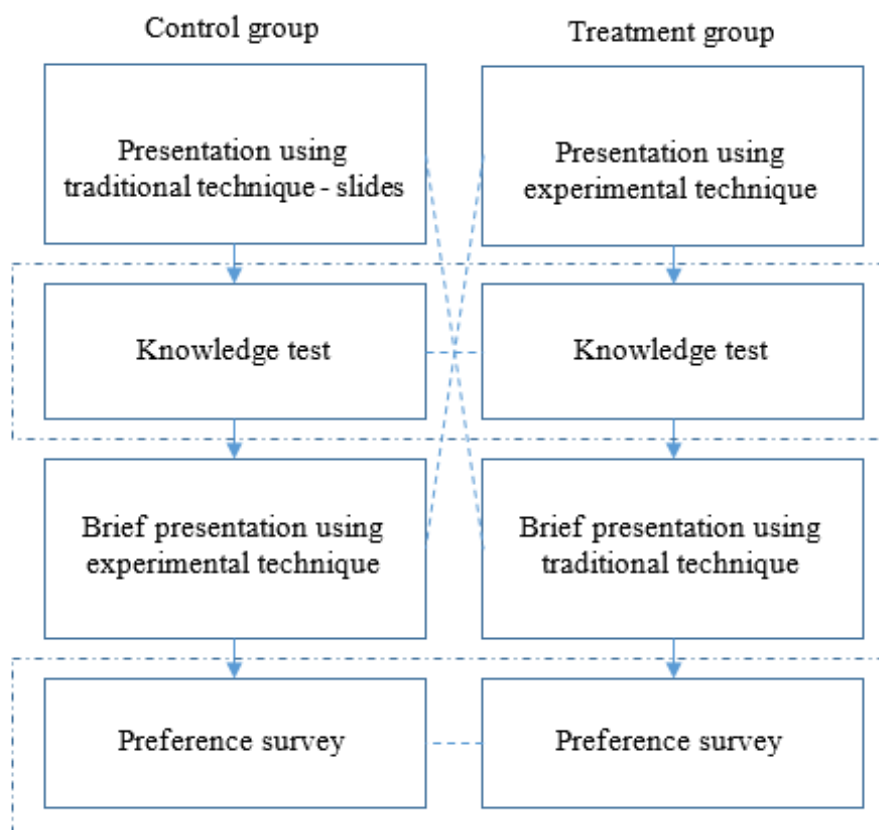 Control group
Treatment group
Presentation using
traditional technique - slides
Presentation using
experimental technique
Knowledge test
Knowledge test
Brief presentation using
experimental technique
Brief presentation using
traditional technique
Preference survey
Preference survey